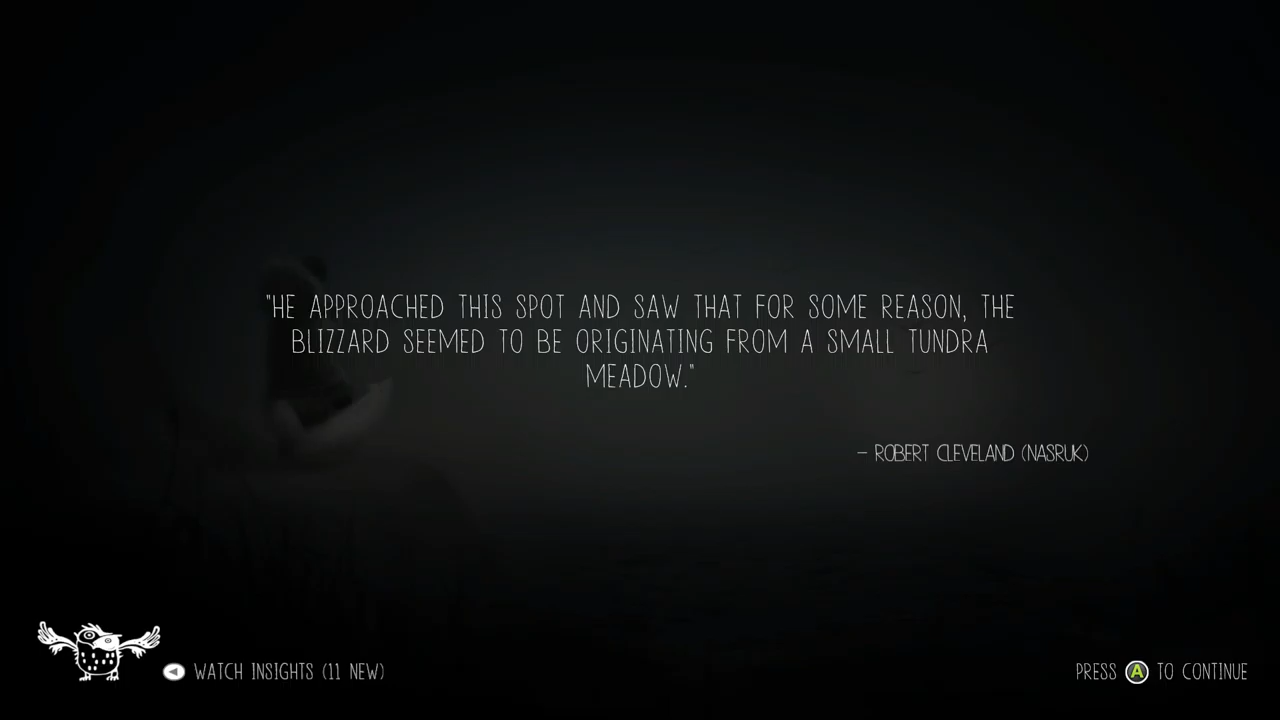 "HE APPROACHED THIS SPOT AND SAW THAT FOR SOME REASON, THE
BLIZZARD SEEMED TO BE ORIGINATING FROM A SMALL TUNDRA
MEADOW."
– ROBERT CLEVELAND (NASRUK)
WATCH INSIGHTS (11 NEW)
PRESS A TO CONTINUE